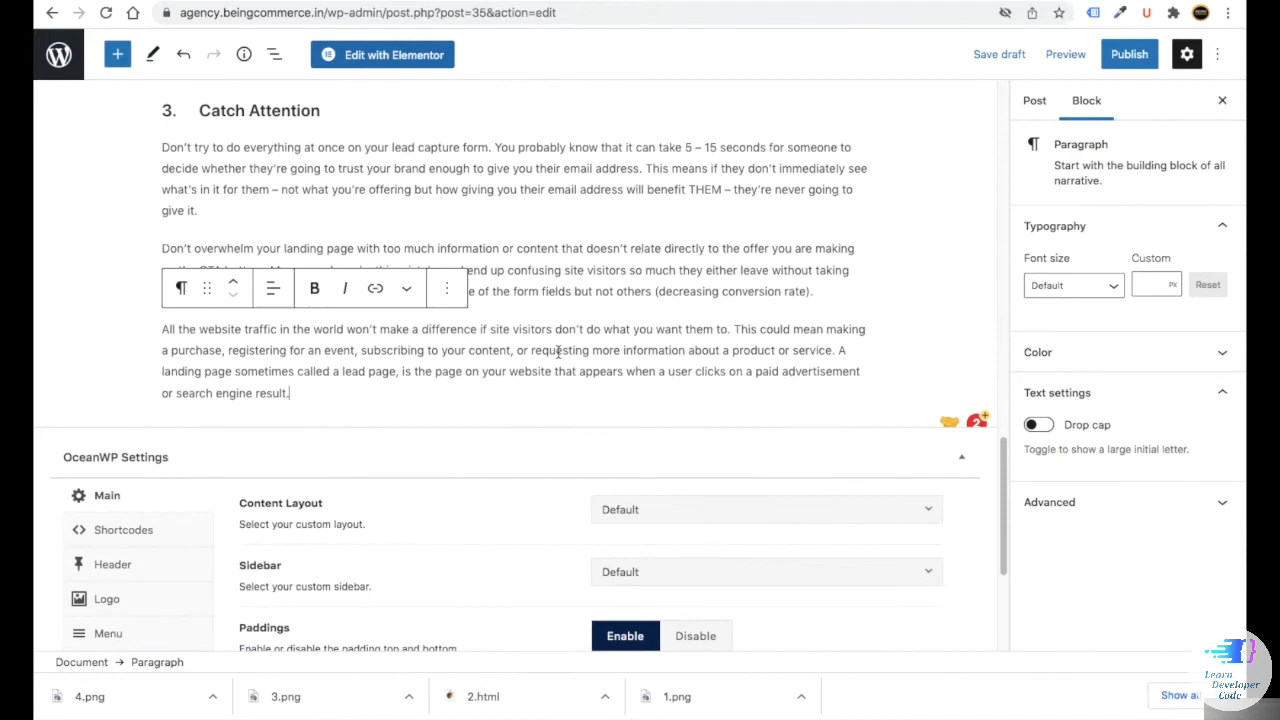 agency.beingcommerce.in/wp-admin/post.php?post=35&action=edit
Edit with Elementor
Save draft
Preview
Publish
3. Catch Attention
Don't try to do everything at once on your lead capture form. You probably know that it can take 5 – 15 seconds for someone to
decide whether they're going to trust your brand enough to give you their email address. This means if they don't immediately see
what's in it for them – not what you're offering but how giving you their email address will benefit THEM – they're never going to
give it.
Don't overwhelm your landing page with too much information or content that doesn't relate directly to the offer you are making
end up confusing site visitors so much they either leave without taking
B I
e of the form fields but not others (decreasing conversion rate).
All the website traffic in the world won't make a difference if site visitors don't do what you want them to. This could mean making
a purchase, registering for an event, subscribing to your content, or requesting more information about a product or service. A
landing page sometimes called a lead page, is the page on your website that appears when a user clicks on a paid advertisement
or search engine result.
2
Post
Block
Paragraph
Start with the building block of all
narrative.
Typography
Font size
Custom
Default
PX
Reset
Color
Text settings
Drop cap
Toggle to show a large initial letter.
Advanced
OceanWP Settings
Main
Shortcodes
Header
Logo
Menu
Content Layout
Select your custom layout.
Default
Sidebar
Select your custom sidebar.
Default
Paddings
Enable or disable the padding top and bottom.
Enable
Disable
Document → Paragraph
4.png
3.png
2.html
1.png
Show
Learn
Developer
Code